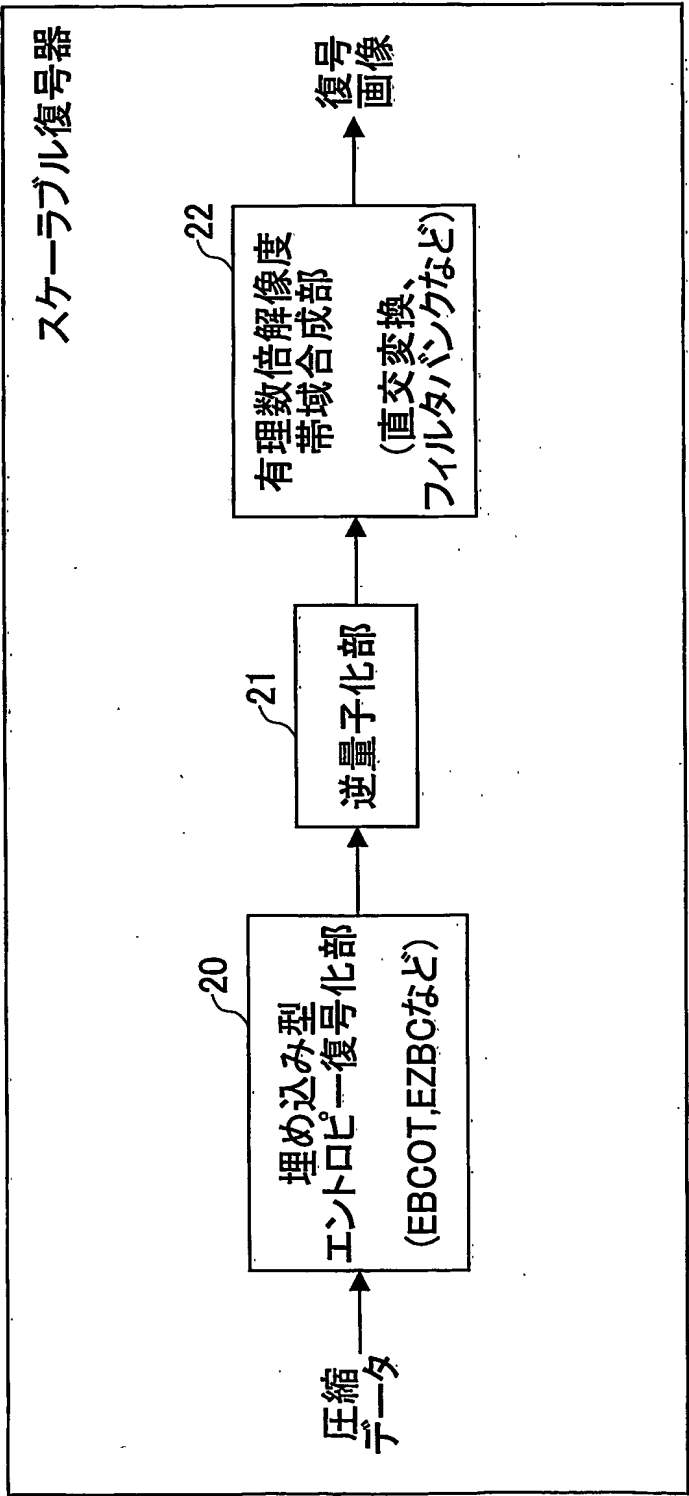 スケーラブル復号器
圧縮
データ
20
埋め込み型
エントロピー復号化部
(EBCOT,EZBCなど)
21
逆量子化部
22
有理数倍解像度
帯域合成部
(直交変換、
フィルタバンクなど)
復号
画像